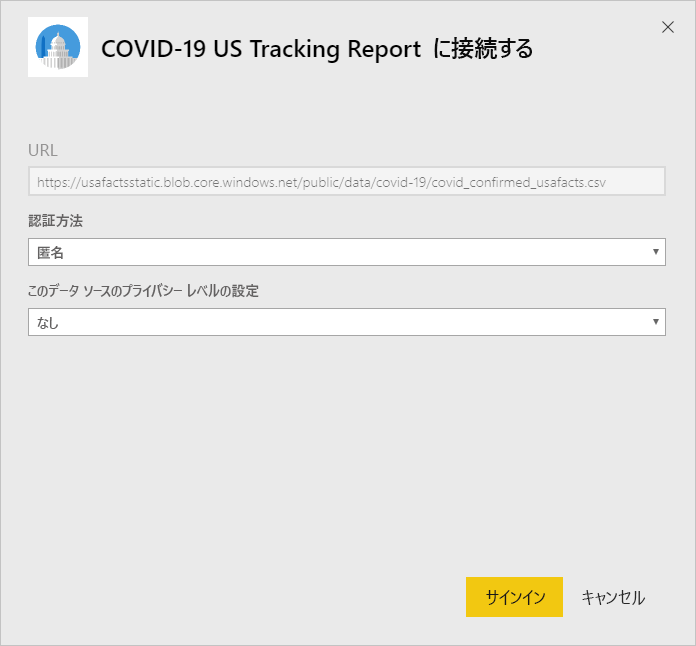 COVID-19 US Tracking Report に接続する
URL
https://usafactsstatic.blob.core.windows.net/public/data/covid-19/covid_confirmed_usafacts.csv
認証方法
匿名
このデータ ソースのプライバシー レベルの設定
なし
サインイン キャンセル